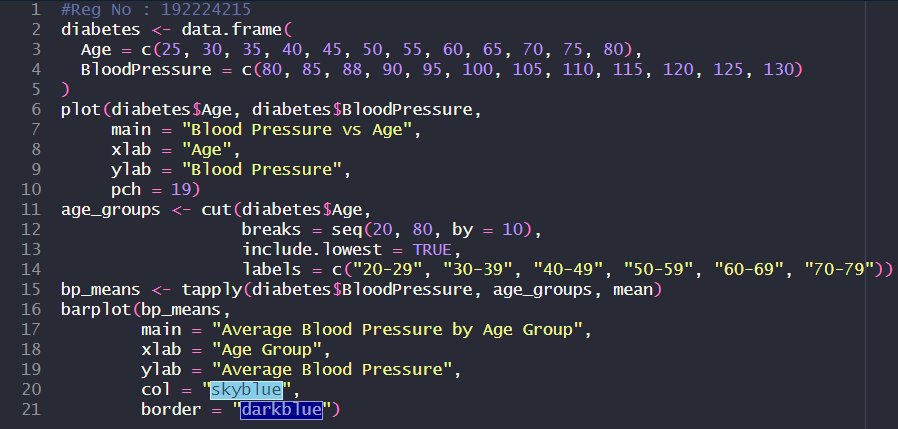 1 #Reg No : 192224215
2 diabetes <- data.frame(
3   Age = c(25, 30, 35, 40, 45, 50, 55, 60, 65, 70, 75, 80),
4   BloodPressure = c(80, 85, 88, 90, 95, 100, 105, 110, 115, 120, 125, 130)
5 )
6 plot(diabetes$Age, diabetes$BloodPressure,
7      main = "Blood Pressure vs Age",
8      xlab = "Age",
9      ylab = "Blood Pressure",
10      pch = 19)
11 age_groups <- cut(diabetes$Age,
12                   breaks = seq(20, 80, by = 10),
13                   include.lowest = TRUE,
14                   labels = c("20-29", "30-39", "40-49", "50-59", "60-69", "70-79"))
15 bp_means <- tapply(diabetes$BloodPressure, age_groups, mean)
16 barplot(bp_means,
17         main = "Average Blood Pressure by Age Group",
18         xlab = "Age Group",
19         ylab = "Average Blood Pressure",
20         col = "skyblue",
21         border = "darkblue")